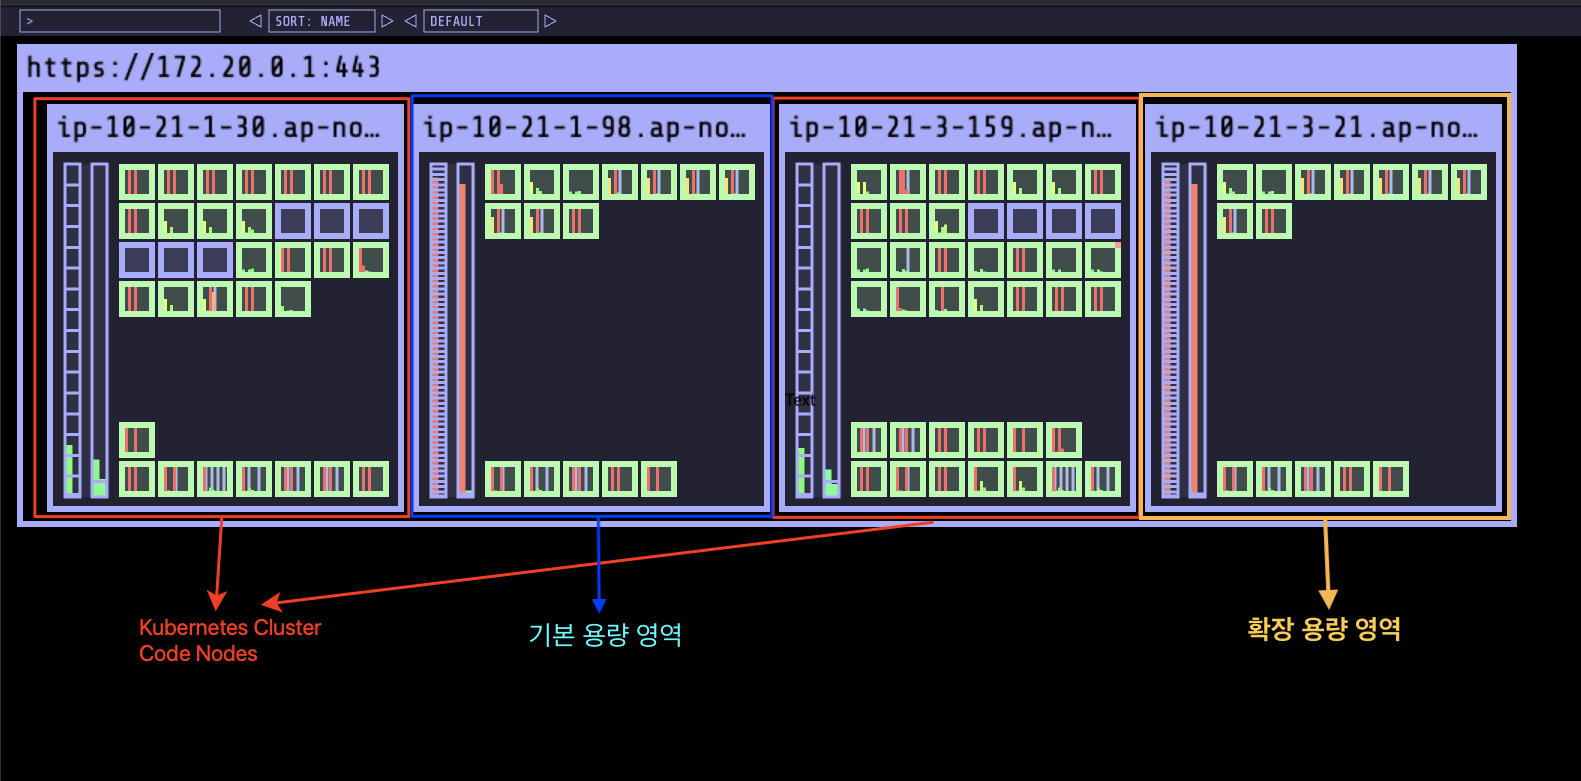 >
SORT: NAME
DEFAULT
https://172.20.0.1:443
ip-10-21-1-30.ap-no…
ip-10-21-1-98.ap-no…
ip-10-21-3-159.ap-n…
ip-10-21-3-21.ap-no…
Text
Kubernetes Cluster
Code Nodes
기본 용량 영역
확장 용량 영역